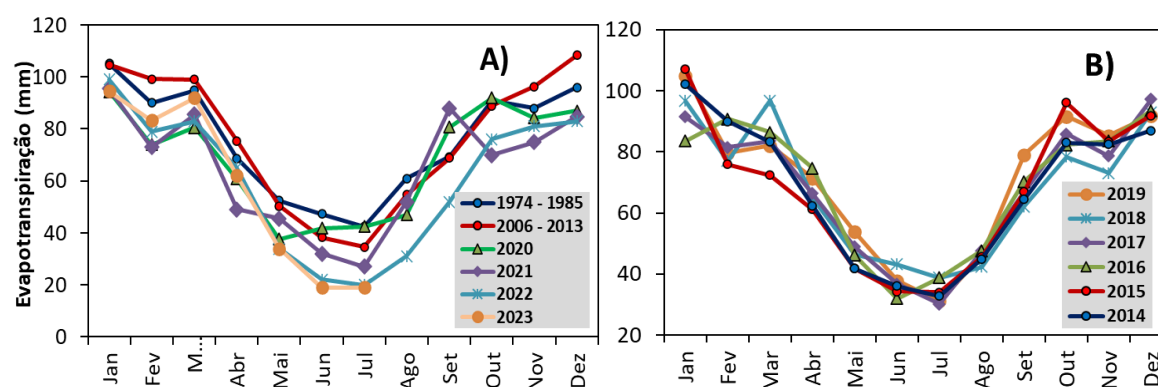 Evapotranspiração (mm)
A)
120
100
80
60
40
20
0
Jan
Fev
M...
Abr
Mai
Jun
Jul
Ago
Set
Out
Nov
Dez
1974 - 1985
2006 - 2013
2020
2021
2022
2023
B)
120
100
80
60
40
20
Jan
Fev
Mar
Abr
Mai
Jun
Jul
Ago
Set
Out
Nov
Dez
2019
2018
2017
2016
2015
2014